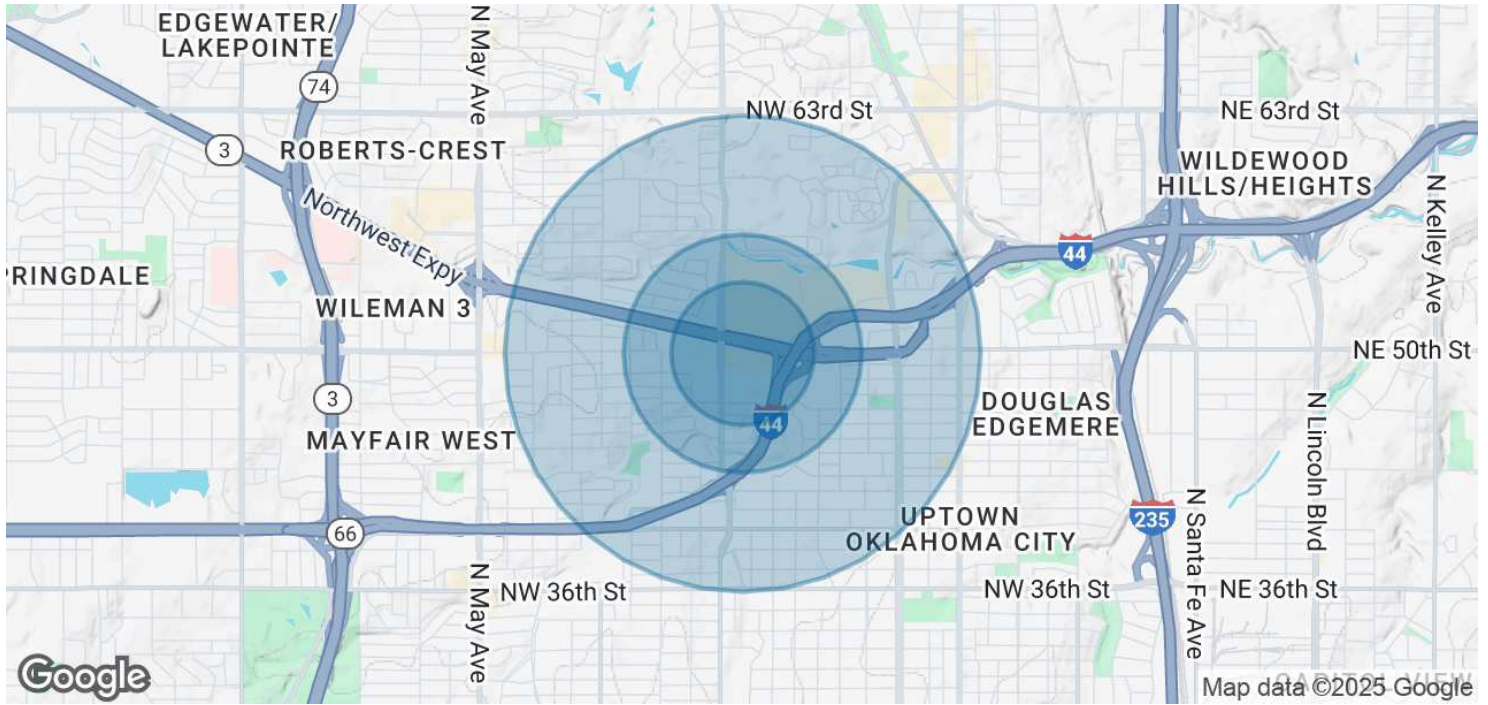 EDGEWATER/
LAKEPOINTE
N May Ave
74
NW 63rd St
NE 63rd St
3
ROBERTS-CREST
WILDEWOOD
HILLS/HEIGHTS
N Kelley Ave
Northwest Expy
44
PRINGDALE
WILEMAN 3
NE 50th St
3
DOUGLAS
EDGEMERE
44
MAYFAIR WEST
N Lincoln Blvd
66
UPTOWN
OKLAHOMA CITY
235
N Santa Fe Ave
N May Ave
NW 36th St
NW 36th St
NE 36th St
CAPITOL VIEW
Google
Map data ©2025 Google